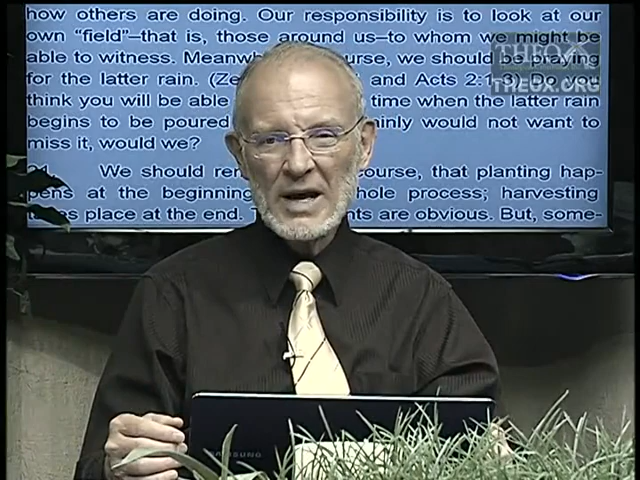 how others are doing. Our responsibility is to look at our
own “field”–that is, those around us–to whom we might be
able to witness. Meanwh      urse, we should be praying
for the latter rain. (Ze      and Acts 2:1-3) Do you
think you will be able      time when the latter rain
begins to be poured      inly would not want to
miss it, would we?
We should rem      course, that planting hap-
pens at the beginning      hole process; harvesting
takes place at the end.      nts are obvious. But, some-
THEOX
THEOX.ORG
SAMSUNG